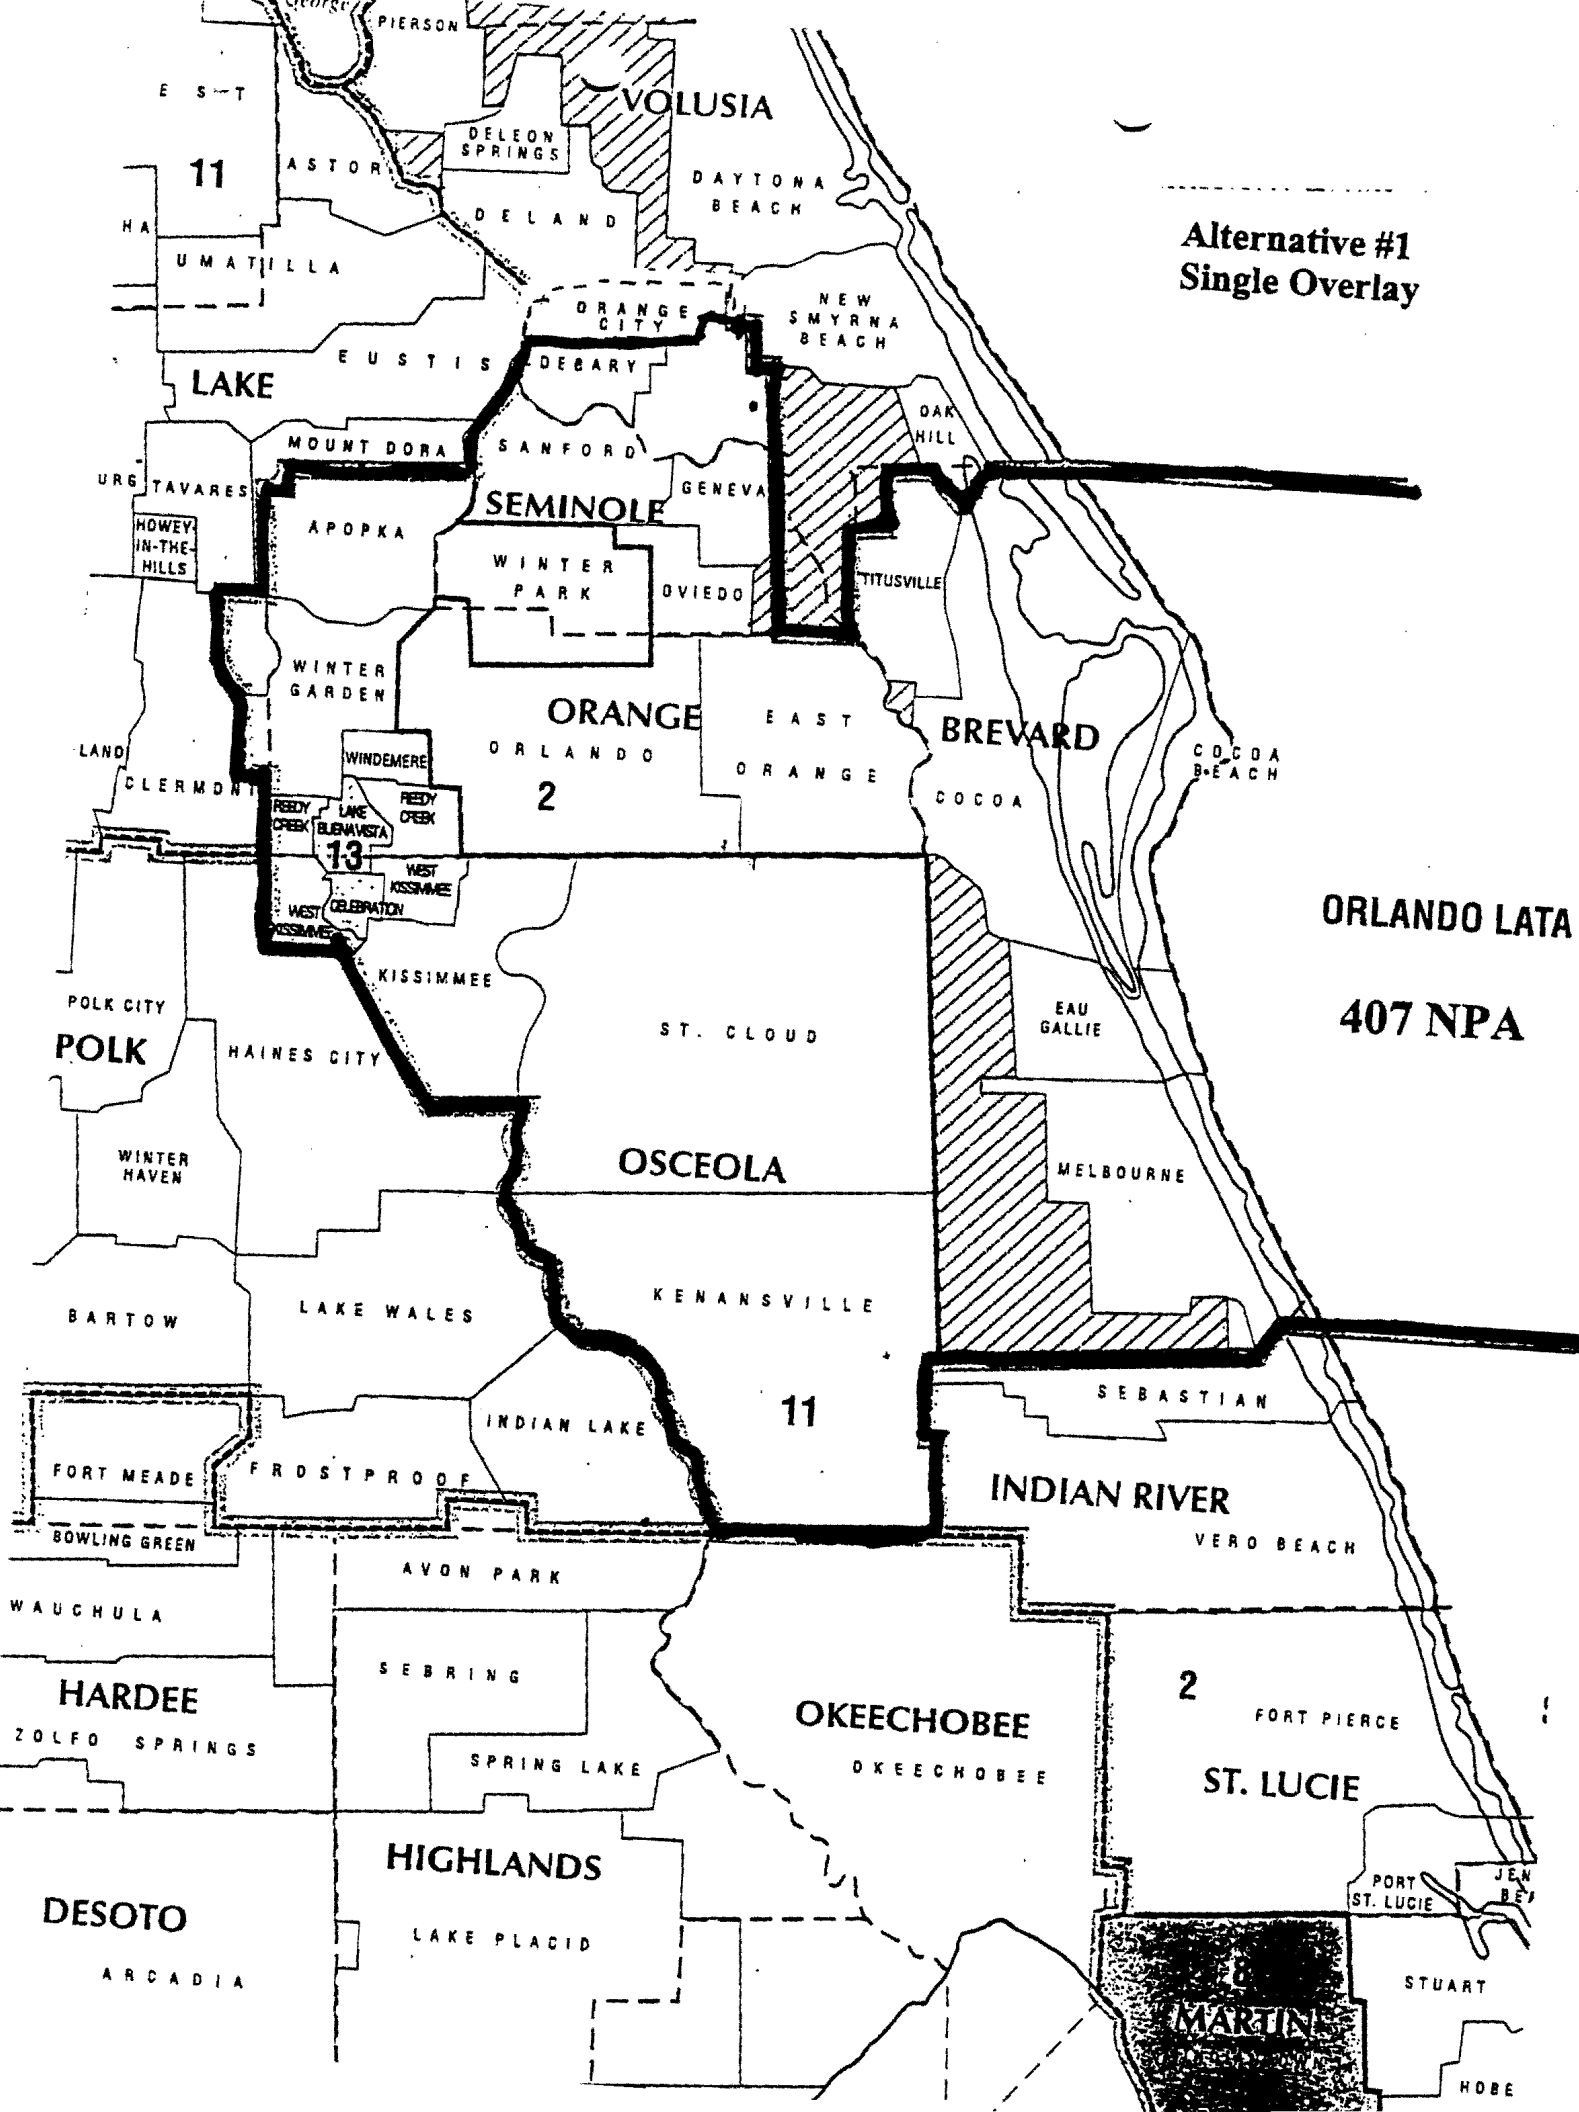 George
PIERSON
E S T
VOLUSIA
DELEON
SPRINGS
11
ASTOR
DAYTONA
BEACH
HA
DELAND
Alternative #1
Single Overlay
UMATILLA
ORANGE
CITY
NEW
SMYRNA
BEACH
EUSTIS
DEBARY
LAKE
OAK
HILL
MOUNT DORA
SANFORD
URG
TAVARES
SEMINOLE
GENEVA
HOWEY-
IN-THE-
HILLS
APOPKA
WINTER
PARK
OVIEDO
TITUSVILLE
WINTER
GARDEN
ORANGE
EAST
ORANGE
BREVARD
LAND
WINDEMERE
ORLANDO
COCOA
BEACH
CLERMONT
2
COCOA
REEDY
CREEK
LAKE
BUENAVISTA
REEDY
CREEK
13
WEST
KISSIMMEE
CELEBRATION
WEST
KISSIMMEE
ORLANDO LATA
407 NPA
KISSIMMEE
POLK CITY
ST. CLOUD
EAU
GALLIE
POLK
HAINES CITY
WINTER
HAVEN
OSCEOLA
MELBOURNE
BARTOW
LAKE WALES
KENANSVILLE
11
SEBASTIAN
INDIAN LAKE
FORT MEADE
FROSTPROOF
INDIAN RIVER
BOWLING GREEN
VERO BEACH
AVON PARK
WAUCHULA
SEBRING
2
HARDEE
OKEECHOBEE
FORT PIERCE
ZOLFO SPRINGS
SPRING LAKE
OKEECHOBEE
ST. LUCIE
HIGHLANDS
PORT
ST. LUCIE
JEN
BEA
DESOTO
LAKE PLACID
ARCADIA
8
STUART
MARTIN
HOBE